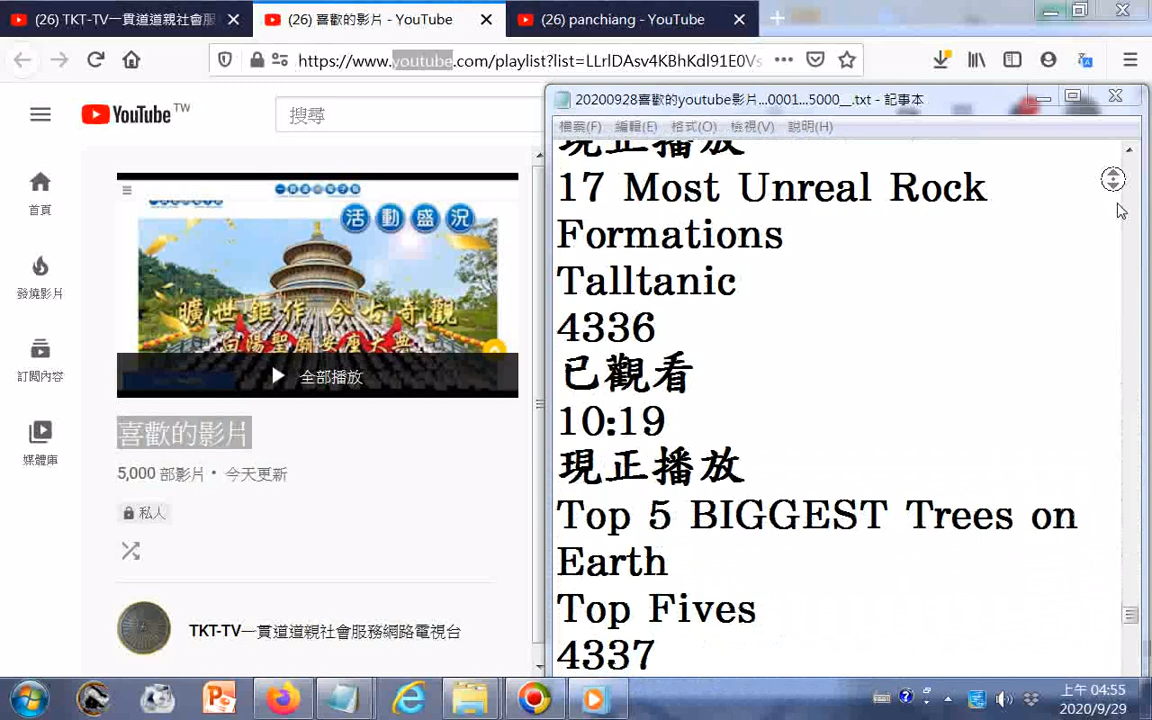 (26) TKT-TV一貫道道親社會服
(26) 喜歡的影片 - YouTube
(26) panchiang - YouTube
https://www.youtube.com/playlist?list=LLrlDAsv4KBhKdl91E0Vs
YouTube TW
搜尋
首頁
發燒影片
訂閱內容
媒體庫
活動盛況
曠世鉅作 今古奇觀
全部播放
喜歡的影片
5,000 部影片 • 今天更新
私人
TKT-TV一貫道道親社會服務網路電視台
20200928喜歡的youtube影片...0001...5000__.txt - 記事本
檔案(F) 編輯(E) 格式(O) 檢視(V) 說明(H)
現正播放
17 Most Unreal Rock
Formations
Talltanic
4336
已觀看
10:19
現正播放
Top 5 BIGGEST Trees on
Earth
Top Fives
4337
上午 04:55
2020/9/29